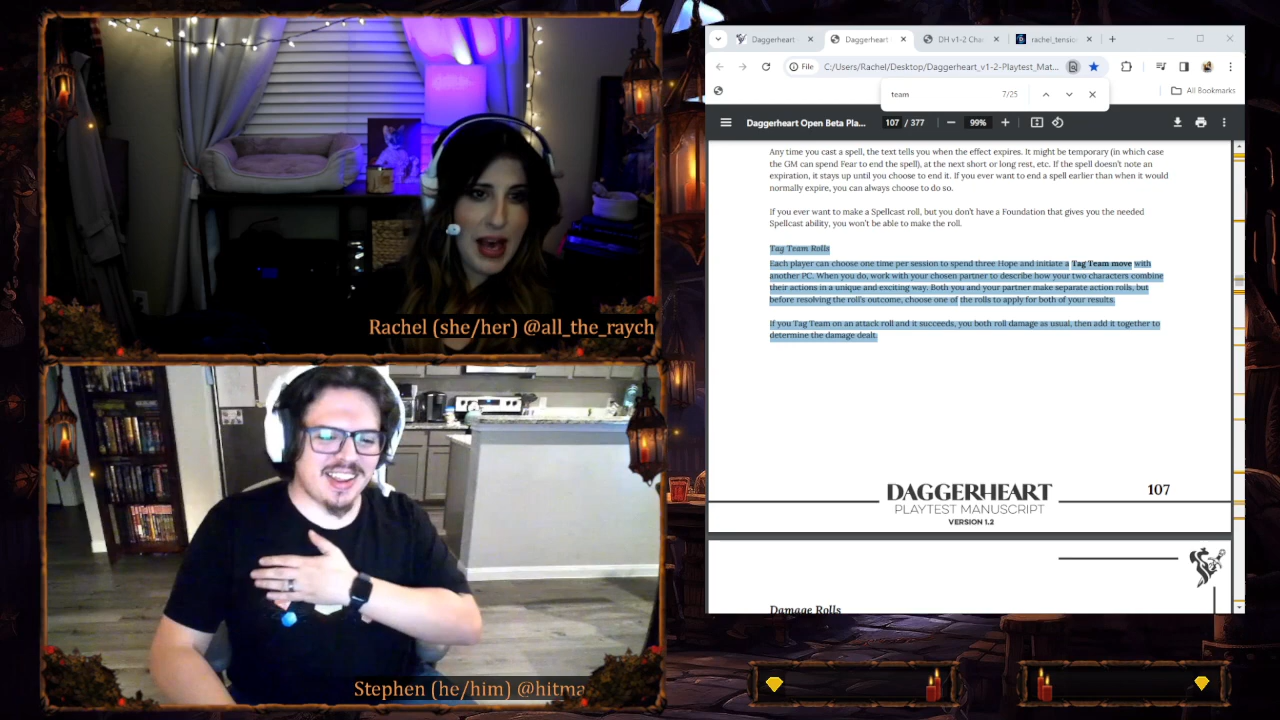 Daggerheart
Daggerheart
DH v1-2 Cha
rachel_tensio
File
C:/Users/Rachel/Desktop/Daggerheart_v1-2-Playtest_Mat...
team
7/25
All Bookmarks
Daggerheart Open Beta Pla...
107 / 377
99%
Any time you cast a spell, the text tells you when the effect expires. It might be temporary (in which case
the GM can spend Fear to end the spell), at the next short or long rest, etc. If the spell doesn't note an
expiration, it stays up until you choose to end it. If you ever want to end a spell earlier than when it would
normally expire, you can always choose to do so.
If you ever want to make a Spellcast roll, but you don't have a Foundation that gives you the needed
Spellcast ability, you won't be able to make the roll.
Tag Team Rolls
Each player can choose one time per session to spend three Hope and initiate a Tag Team move with
another PC. When you do, work with your chosen partner to describe how your two characters combine
their actions in a unique and exciting way. Both you and your partner make separate action rolls, but
before resolving the roll's outcome, choose one of the rolls to apply for both of your results.
If you Tag Team on an attack roll and it succeeds, you both roll damage as usual, then add it together to
determine the damage dealt.
DAGGERHEART
PLAYTEST MANUSCRIPT
VERSION 1.2
107
Damage Rolls
Rachel (she/her) @all_the_raych
Stephen (he/him) @hitma